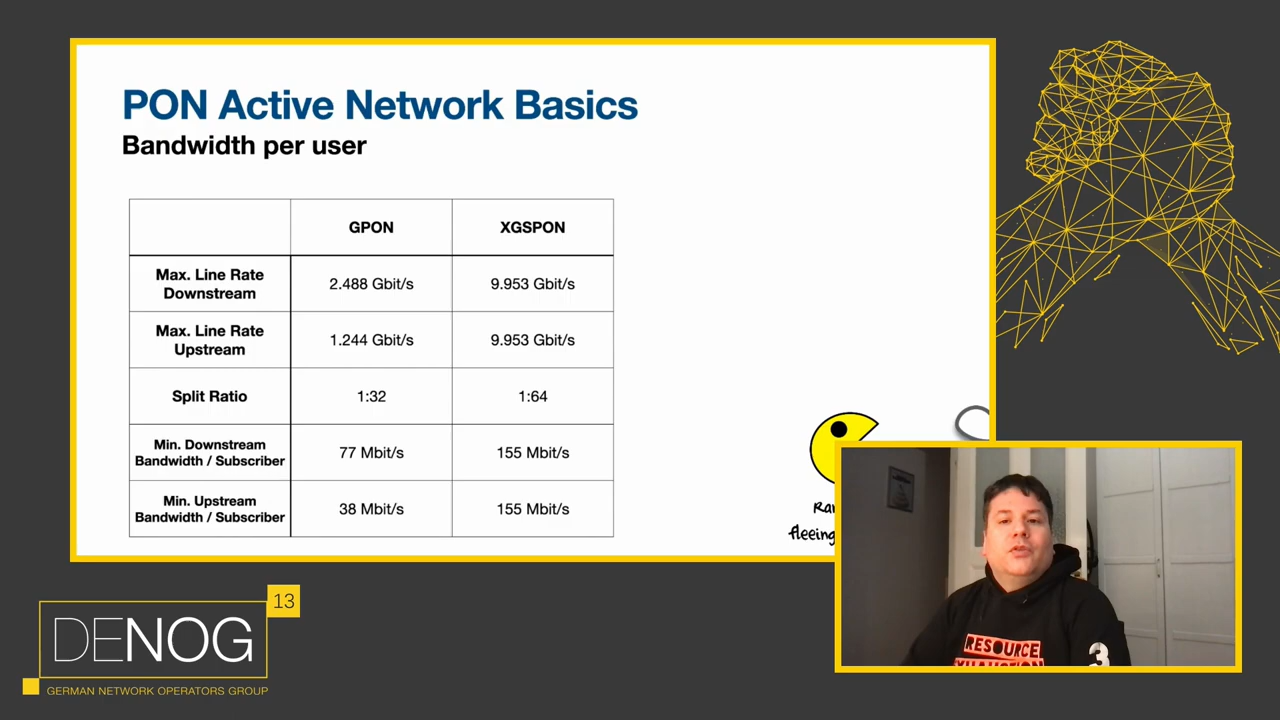 PON Active Network Basics
Bandwidth per user
GPON
XGSPON
Max. Line Rate
Downstream
2.488 Gbit/s
9.953 Gbit/s
Max. Line Rate
Upstream
1.244 Gbit/s
9.953 Gbit/s
Split Ratio
1:32
1:64
Min. Downstream
Bandwidth / Subscriber
77 Mbit/s
155 Mbit/s
Min. Upstream
Bandwidth / Subscriber
38 Mbit/s
155 Mbit/s
fleeing
RESOURCE
3
13
DENOG
GERMAN NETWORK OPERATORS GROUP